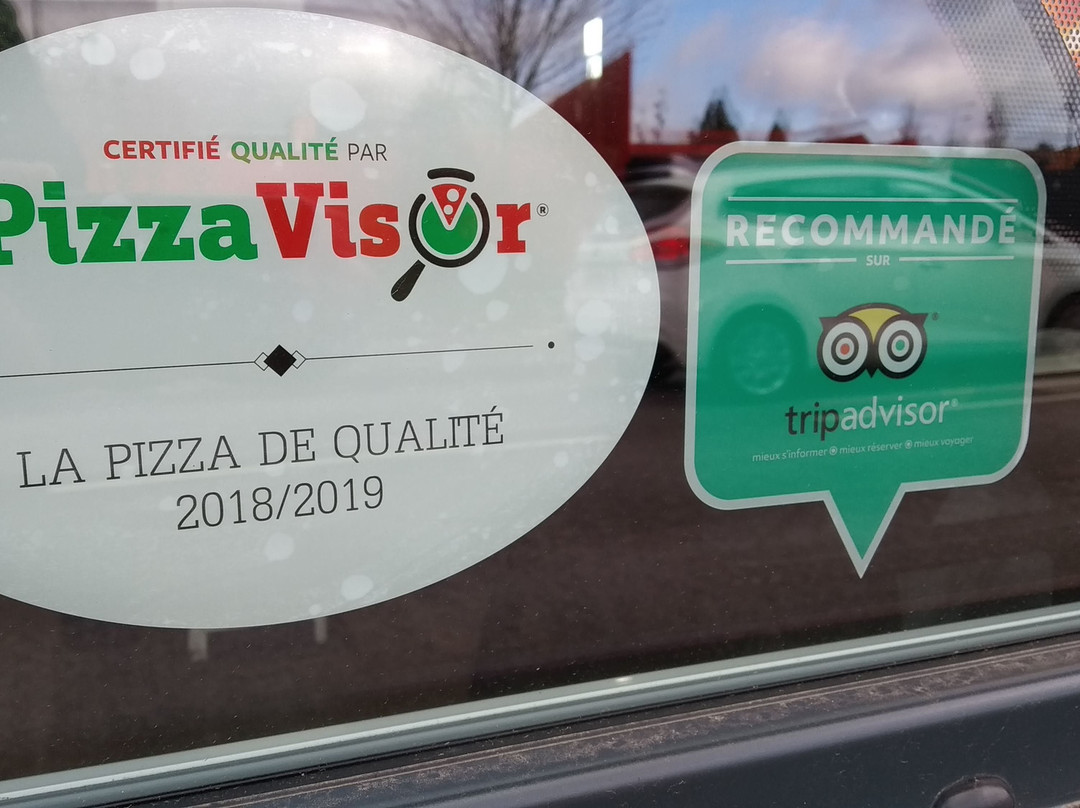 CERTIFIÉ QUALITÉ PAR
PizzaVisor®
LA PIZZA DE QUALITÉ
2018/2019
RECOMMANDÉ
SUR
tripadvisor®
mieux s'informer mieux réserver mieux voyager